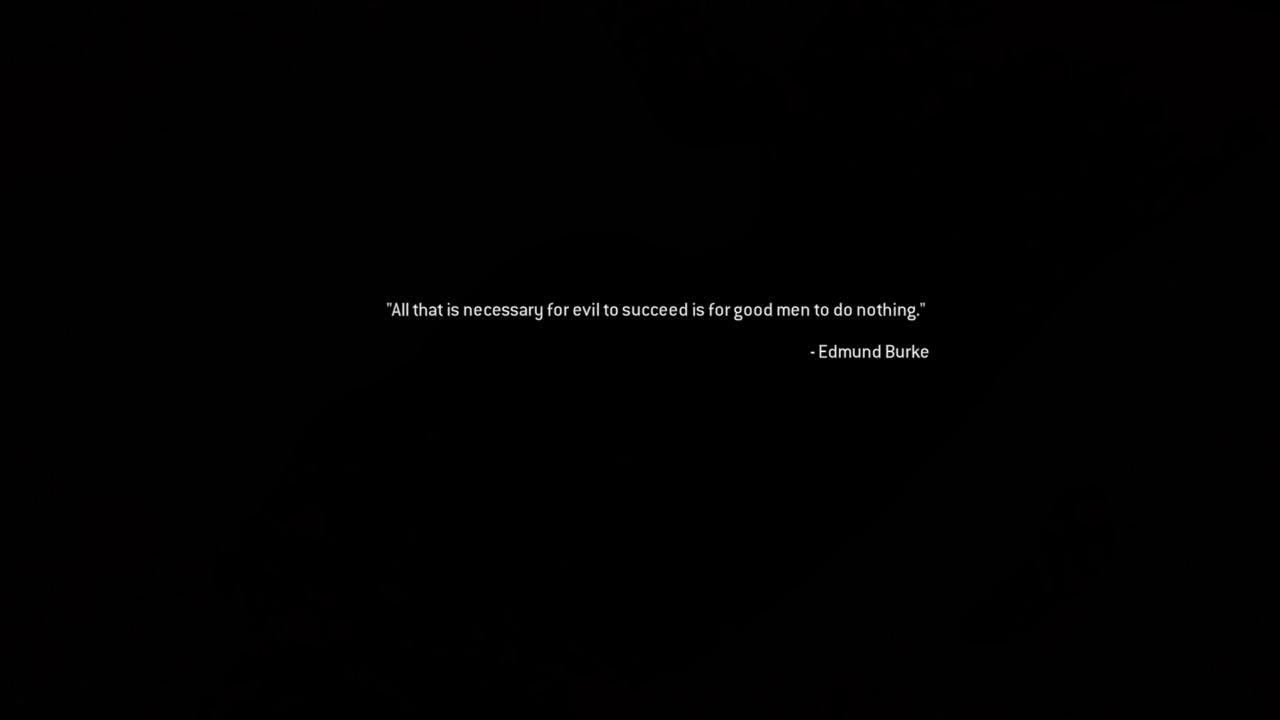 "All that is necessary for evil to succeed is for good men to do nothing."
- Edmund Burke